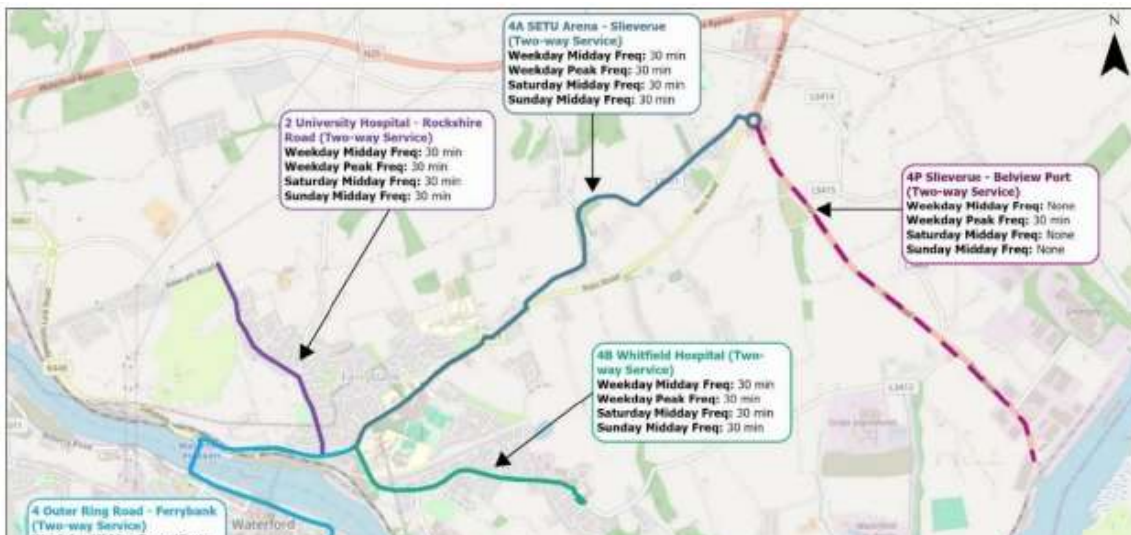 4A SETU Arena - Slieverue
(Two-way Service)
Weekday Midday Freq: 30 min
Weekday Peak Freq: 30 min
Saturday Midday Freq: 30 min
Sunday Midday Freq: 30 min
N
2 University Hospital - Rockshire
Road (Two-way Service)
Weekday Midday Freq: 30 min
Weekday Peak Freq: 30 min
Saturday Midday Freq: 30 min
Sunday Midday Freq: 30 min
4P Slieverue - Belview Port
(Two-way Service)
Weekday Midday Freq: None
Weekday Peak Freq: 30 min
Saturday Midday Freq: None
Sunday Midday Freq: None
4B Whitfield Hospital (Two-
way Service)
Weekday Midday Freq: 30 min
Weekday Peak Freq: 30 min
Saturday Midday Freq: 30 min
Sunday Midday Freq: 30 min
4 Outer Ring Road - Ferrybank
(Two-way Service)
Waterford